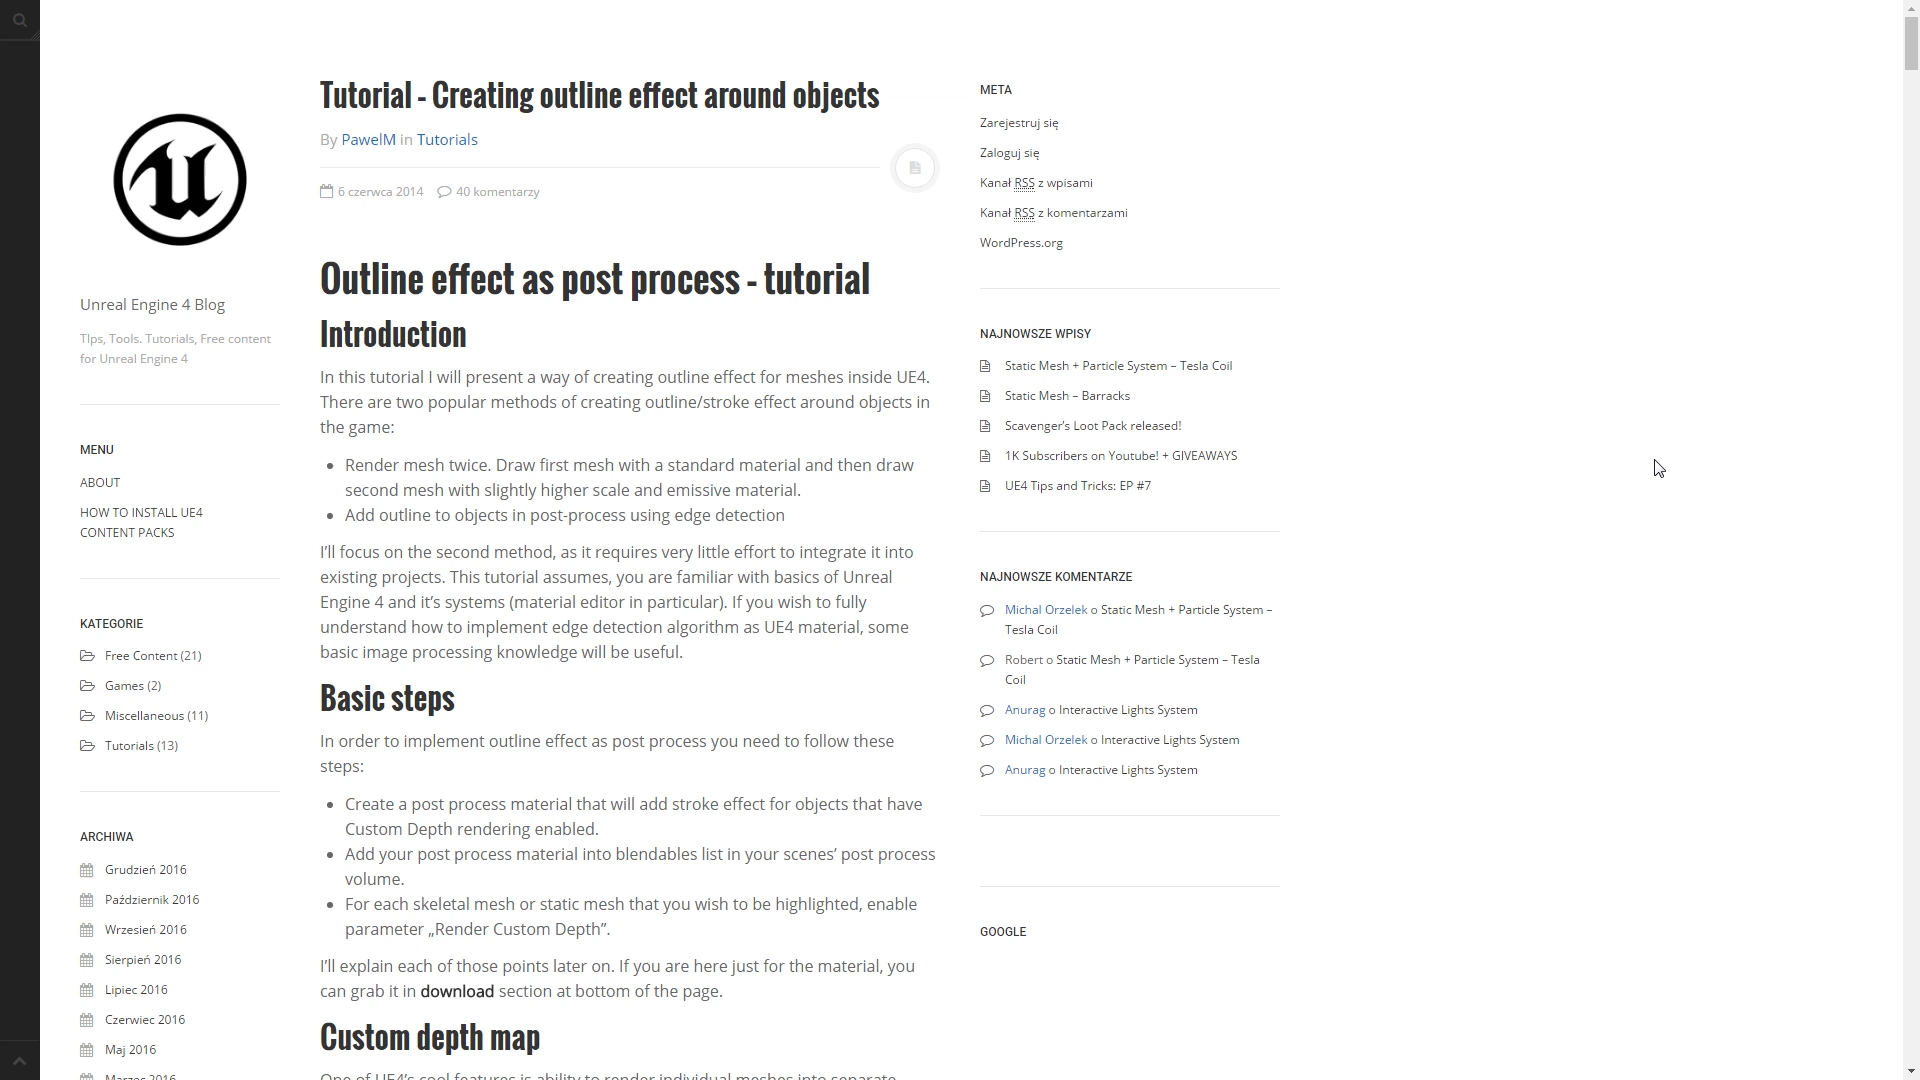 Unreal Engine 4 Blog
TIps, Tools. Tutorials, Free content
for Unreal Engine 4
MENU
ABOUT
HOW TO INSTALL UE4
CONTENT PACKS
KATEGORIE
Free Content (21)
Games (2)
Miscellaneous (11)
Tutorials (13)
ARCHIWA
Grudzień 2016
Październik 2016
Wrzesień 2016
Sierpień 2016
Lipiec 2016
Czerwiec 2016
Maj 2016
Marzec 2016
Tutorial – Creating outline effect around objects
By PawelM in Tutorials
6 czerwca 2014 40 komentarzy
Outline effect as post process – tutorial
Introduction
In this tutorial I will present a way of creating outline effect for meshes inside UE4.
There are two popular methods of creating outline/stroke effect around objects in
the game:
• Render mesh twice. Draw first mesh with a standard material and then draw
second mesh with slightly higher scale and emissive material.
• Add outline to objects in post-process using edge detection
I’ll focus on the second method, as it requires very little effort to integrate it into
existing projects. This tutorial assumes, you are familiar with basics of Unreal
Engine 4 and it’s systems (material editor in particular). If you wish to fully
understand how to implement edge detection algorithm as UE4 material, some
basic image processing knowledge will be useful.
Basic steps
In order to implement outline effect as post process you need to follow these
steps:
• Create a post process material that will add stroke effect for objects that have
Custom Depth rendering enabled.
• Add your post process material into blendables list in your scenes’ post process
volume.
• For each skeletal mesh or static mesh that you wish to be highlighted, enable
parameter „Render Custom Depth”.
I’ll explain each of those points later on. If you are here just for the material, you
can grab it in download section at bottom of the page.
Custom depth map
One of UE4’s cool features is ability to render individual meshes into separate
META
Zarejestruj się
Zaloguj się
Kanał RSS z wpisami
Kanał RSS z komentarzami
WordPress.org
NAJNOWSZE WPISY
Static Mesh + Particle System – Tesla Coil
Static Mesh – Barracks
Scavenger’s Loot Pack released!
1K Subscribers on Youtube! + GIVEAWAYS
UE4 Tips and Tricks: EP #7
NAJNOWSZE KOMENTARZE
Michal Orzelek o Static Mesh + Particle System –
Tesla Coil
Robert o Static Mesh + Particle System – Tesla
Coil
Anurag o Interactive Lights System
Michal Orzelek o Interactive Lights System
Anurag o Interactive Lights System
GOOGLE